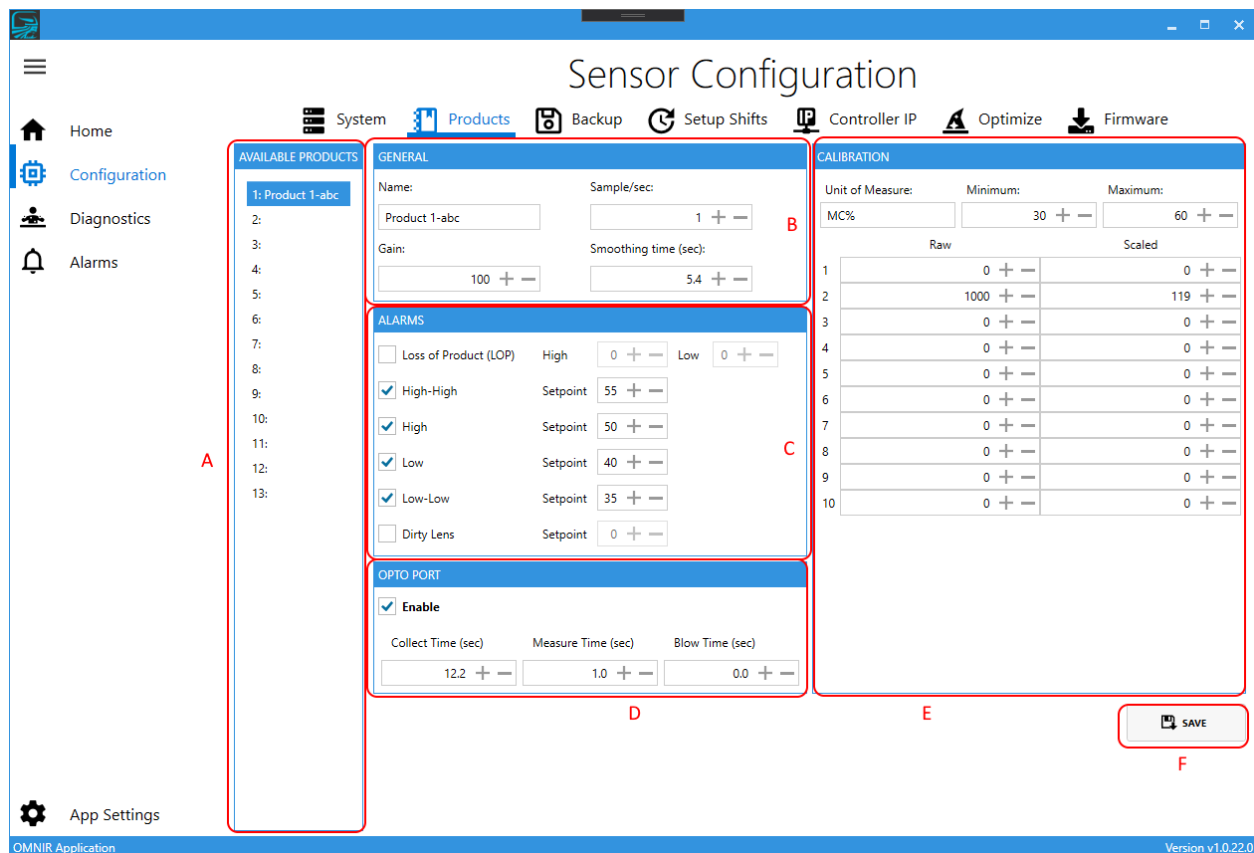 Sensor Configuration
System Products Backup Setup Shifts Controller IP Optimize Firmware
Home
Configuration
Diagnostics
Alarms
App Settings
AVAILABLE PRODUCTS
1: Product 1-abc
2:
3:
4:
5:
6:
7:
8:
9:
10:
11:
12:
13:
A
GENERAL
Name: Sample/sec:
Product 1-abc 1
Gain: Smoothing time (sec):
100 5.4
B
ALARMS
Loss of Product (LOP) High 0 Low 0
High-High Setpoint 55
High Setpoint 50
Low Setpoint 40
Low-Low Setpoint 35
Dirty Lens Setpoint 0
C
OPTO PORT
Enable
Collect Time (sec) Measure Time (sec) Blow Time (sec)
12.2 1.0 0.0
D
CALIBRATION
Unit of Measure: Minimum: Maximum:
MC% 30 60
Raw Scaled
1 0 0
2 1000 119
3 0 0
4 0 0
5 0 0
6 0 0
7 0 0
8 0 0
9 0 0
10 0 0
E
SAVE
F
OMNIR Application Version v1.0.22.0